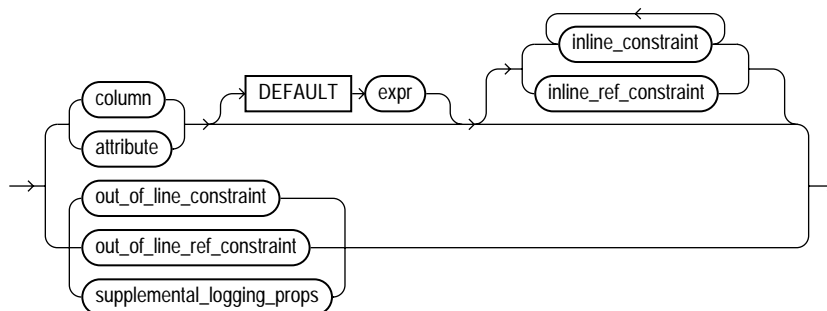 inline_constraint
column
DEFAULT
expr
inline_ref_constraint
attribute
out_of_line_constraint
out_of_line_ref_constraint
supplemental_logging_props